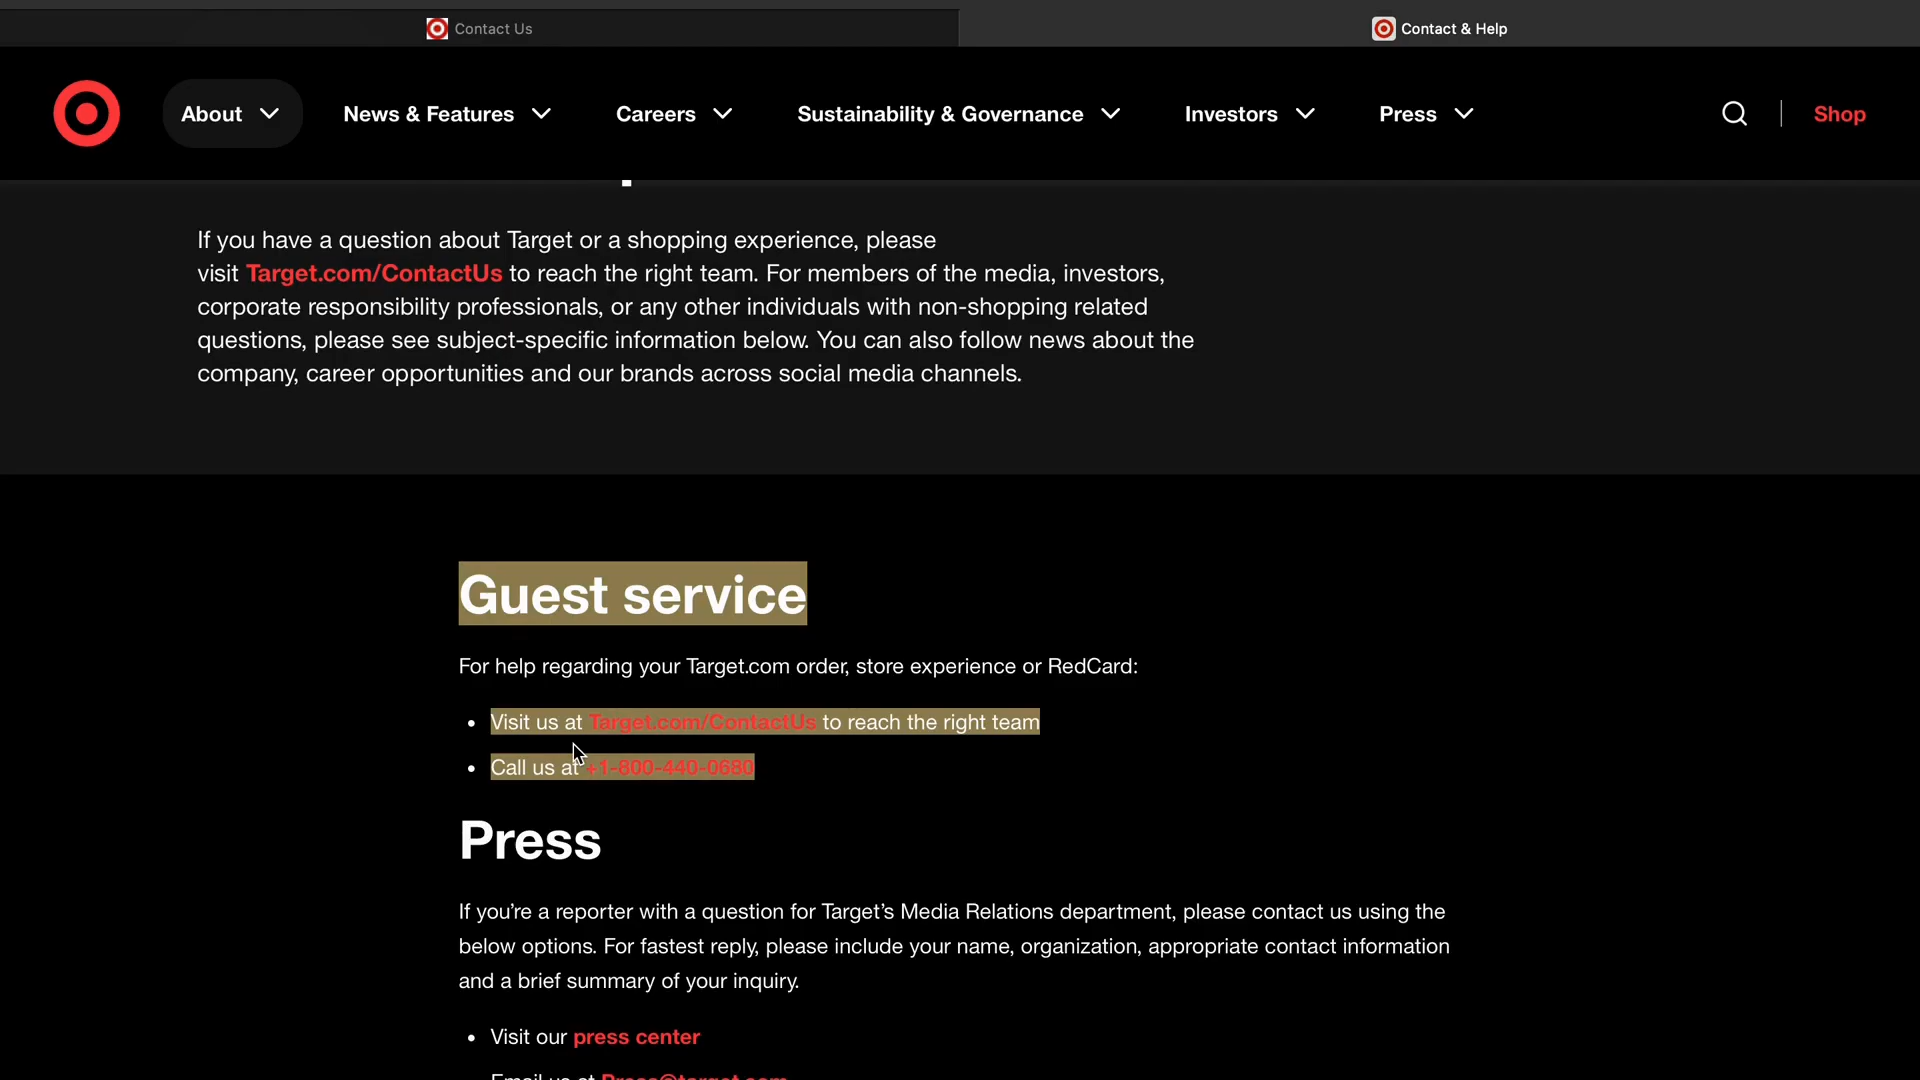 Contact Us
Contact & Help
About
News & Features
Careers
Sustainability & Governance
Investors
Press
Shop
If you have a question about Target or a shopping experience, please
visit Target.com/ContactUs to reach the right team. For members of the media, investors,
corporate responsibility professionals, or any other individuals with non-shopping related
questions, please see subject-specific information below. You can also follow news about the
company, career opportunities and our brands across social media channels.
Guest service
For help regarding your Target.com order, store experience or RedCard:
• Visit us at Target.com/ContactUs to reach the right team
• Call us at +1-800-440-0680
Press
If you’re a reporter with a question for Target’s Media Relations department, please contact us using the
below options. For fastest reply, please include your name, organization, appropriate contact information
and a brief summary of your inquiry.
• Visit our press center
Email us at Press@target.com